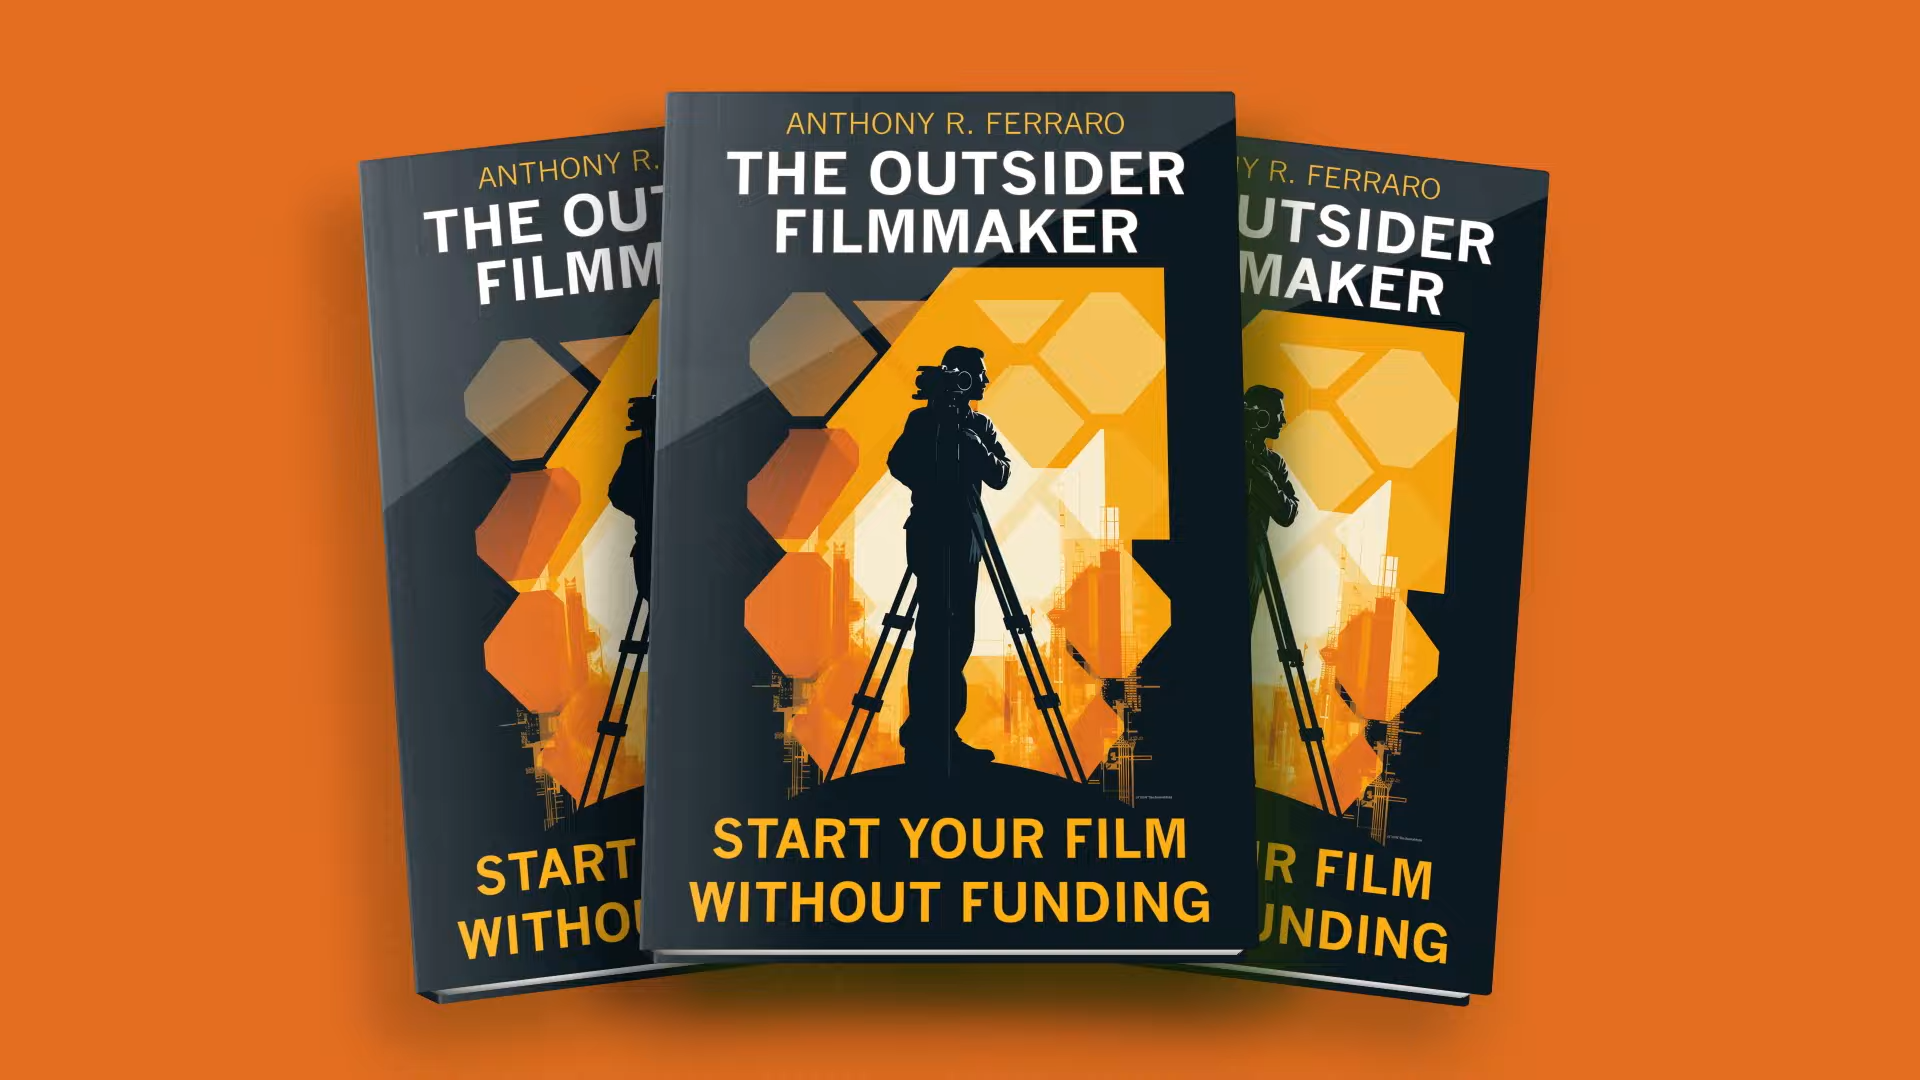 ANTHONY R. FERRARO
THE OUTSIDER
FILMMAKER
START YOUR FILM
WITHOUT FUNDING
ANTHONY R.
THE OUT
FILMM
START
WITHOU
Y R. FERRARO
UTSIDER
MAKER
R FILM
UNDING